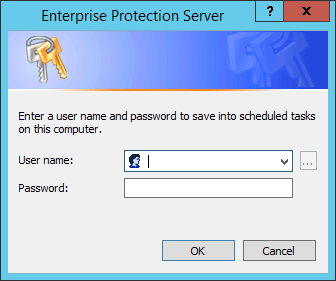 Enterprise Protection Server
?
x
Enter a user name and password to save into scheduled tasks
on this computer.
User name:
...
Password:
OK
Cancel